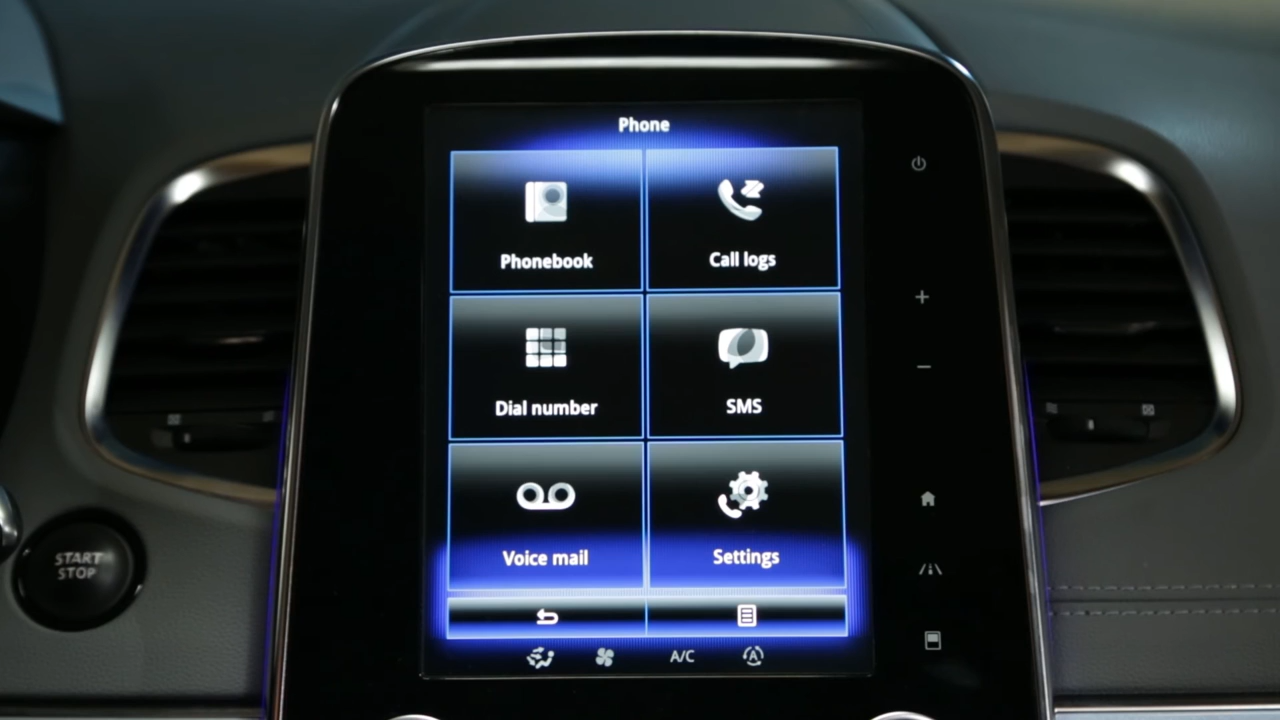 Phone
Phonebook
Call logs
Dial number
SMS
Voice mail
Settings
A/C
START
STOP